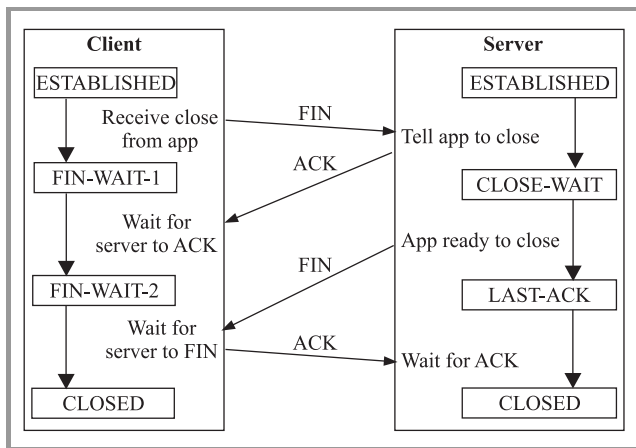 Client
Server
ESTABLISHED
ESTABLISHED
Receive close
from app
FIN
Tell app to close
ACK
FIN-WAIT-1
CLOSE-WAIT
Wait for
server to ACK
App ready to close
FIN
FIN-WAIT-2
LAST-ACK
Wait for
server to FIN
ACK
Wait for ACK
CLOSED
CLOSED